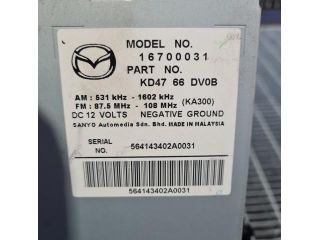 MODEL NO.
16700031
PART NO.
KD47 66 DV0B
AM : 531 kHz - 1602 kHz
FM : 87.5 MHz - 108 MHz (KA300)
DC 12 VOLTS NEGATIVE GROUND
SANYO Automedia Sdn. Bhd. MADE IN MALAYSIA
SERIAL NO. 564143402A0031
564143402A0031